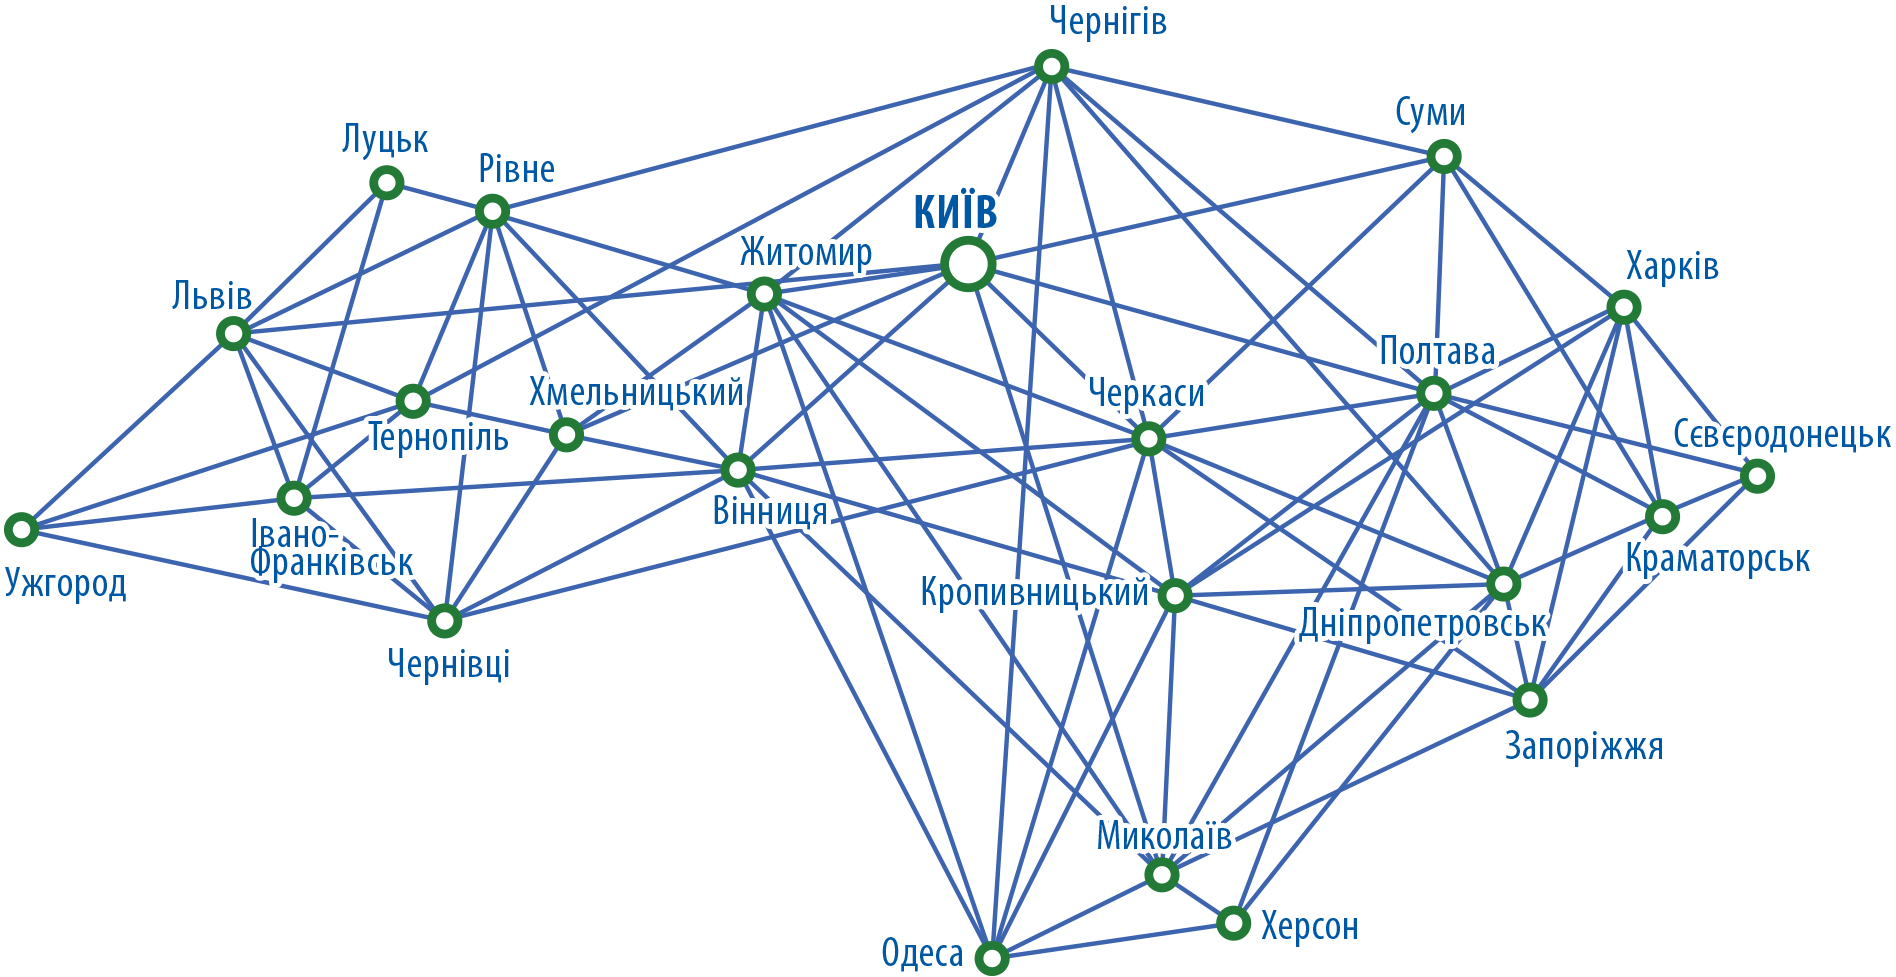 Чернігів
Суми
Луцьк
Рівне
КИЇВ
Житомир
Харків
Львів
Полтава
Хмельницький
Черкаси
Тернопіль
Сєвєродонецьк
Вінниця
Івано-
Франківськ
Краматорськ
Ужгород
Кропивницький
Дніпропетровськ
Чернівці
Запоріжжя
Миколаїв
Херсон
Одеса